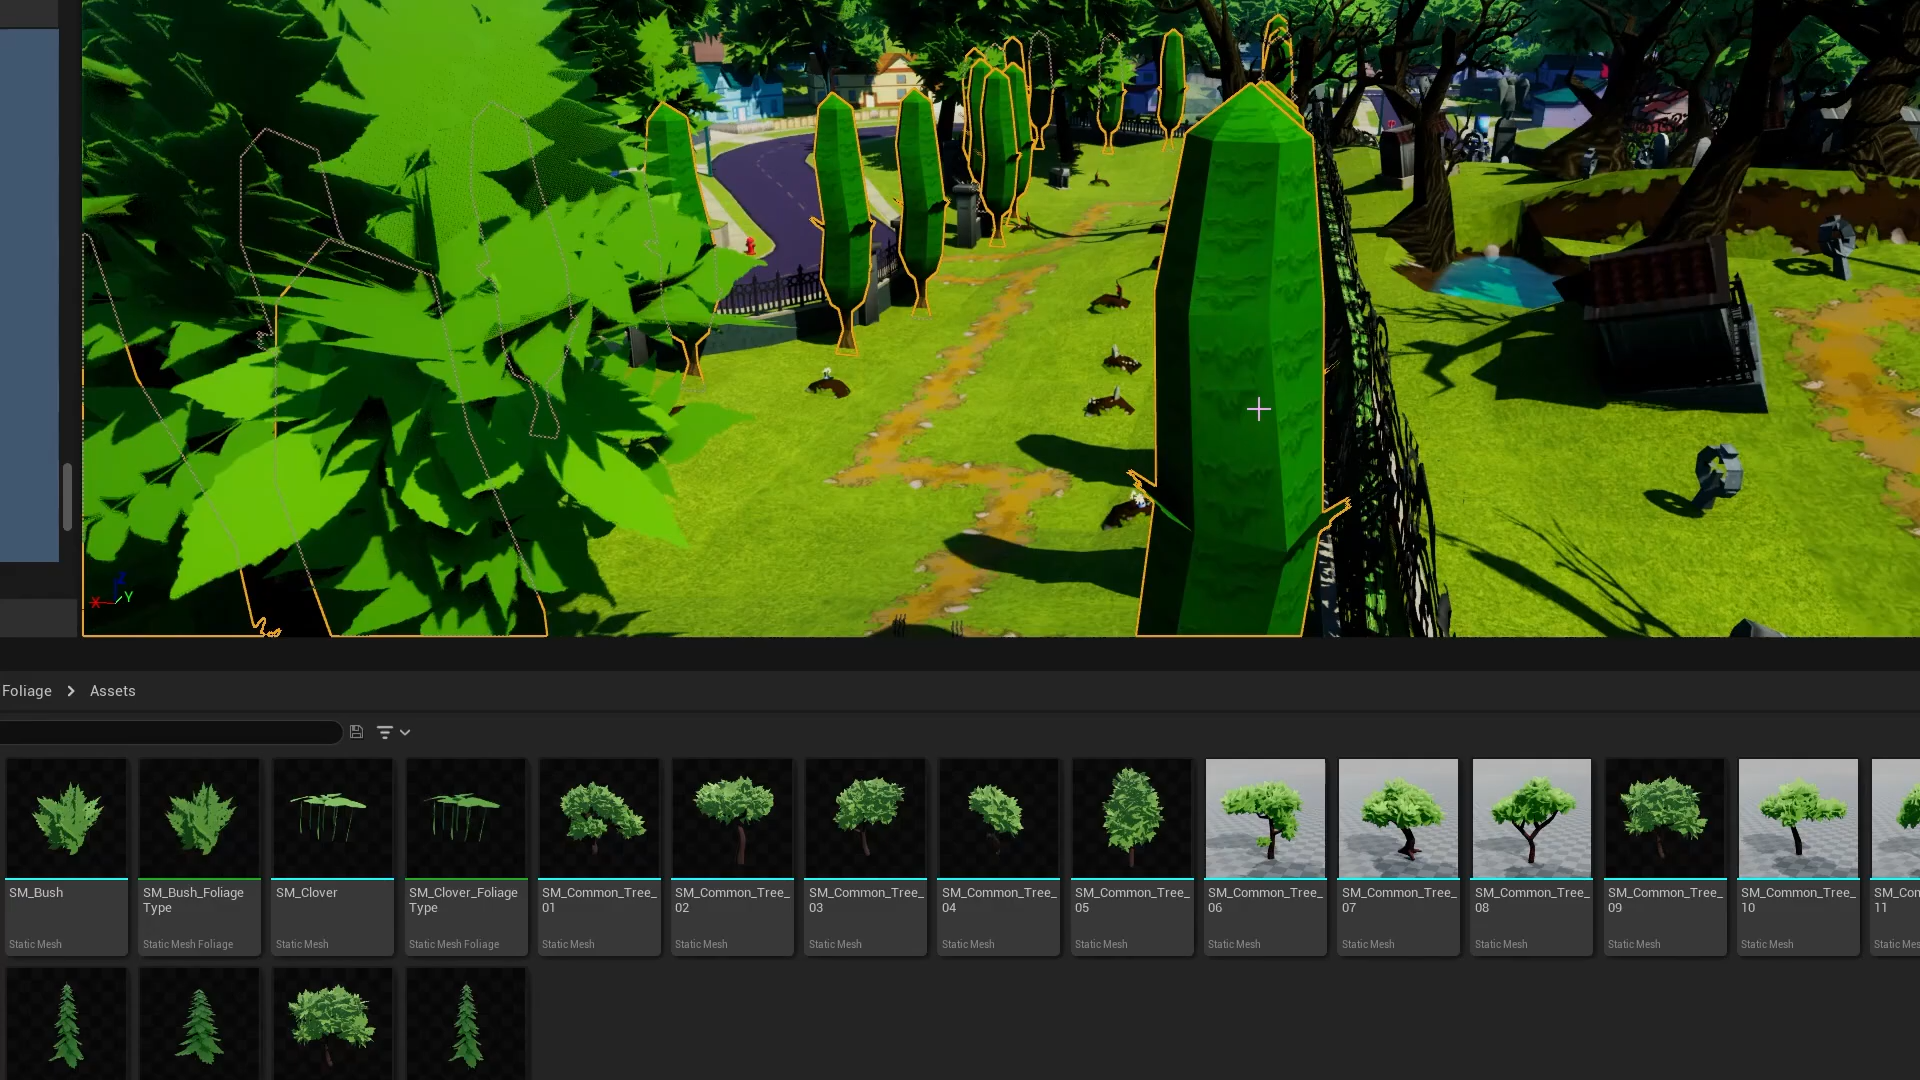 X
Y
Foliage > Assets
SM_Bush
Static Mesh
SM_Bush_Foliage
Type
Static Mesh Foliage
SM_Clover
Static Mesh
SM_Clover_Foliage
Type
Static Mesh Foliage
SM_Common_Tree_
01
Static Mesh
SM_Common_Tree_
02
Static Mesh
SM_Common_Tree_
03
Static Mesh
SM_Common_Tree_
04
Static Mesh
SM_Common_Tree_
05
Static Mesh
SM_Common_Tree_
06
Static Mesh
SM_Common_Tree_
07
Static Mesh
SM_Common_Tree_
08
Static Mesh
SM_Common_Tree_
09
Static Mesh
SM_Common_Tree_
10
Static Mesh
SM_Con
11
Static Mes